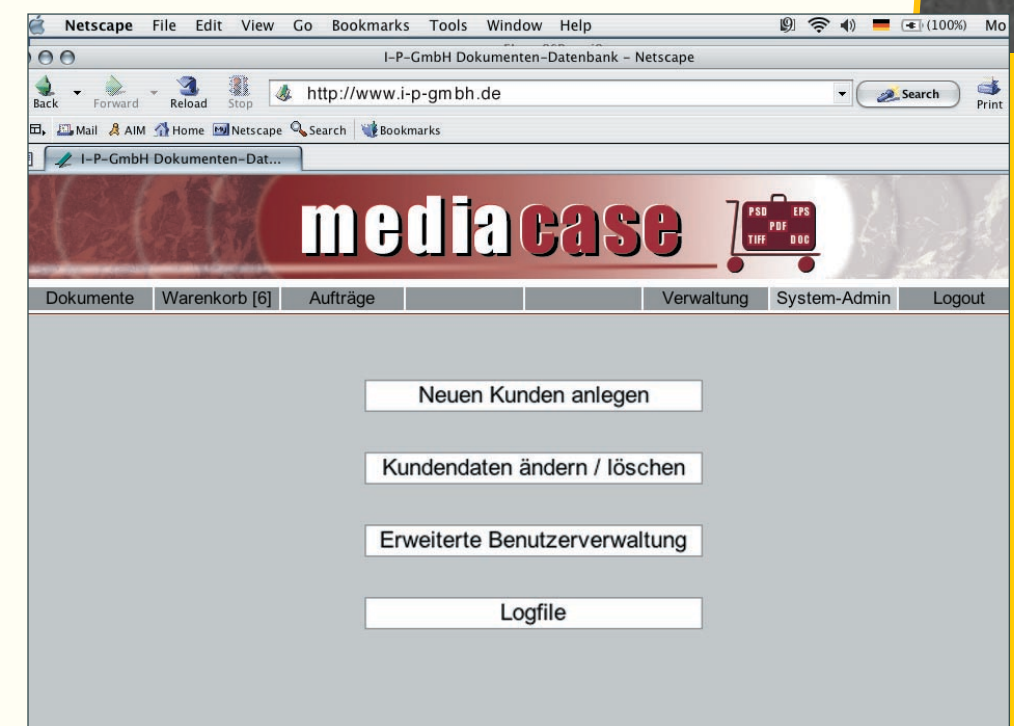 Netscape File Edit View Go Bookmarks Tools Window Help (100%) Mo
I-P-GmbH Dokumenten-Datenbank – Netscape
Back Forward Reload Stop http://www.i-p-gmbh.de Search Print
Mail AIM Home Netscape Search Bookmarks
I-P-GmbH Dokumenten-Dat...
mediacase
PSD EPS
PDF
TIFF DOC
Dokumente Warenkorb [6] Aufträge Verwaltung System-Admin Logout
Neuen Kunden anlegen
Kundendaten ändern / löschen
Erweiterte Benutzerverwaltung
Logfile